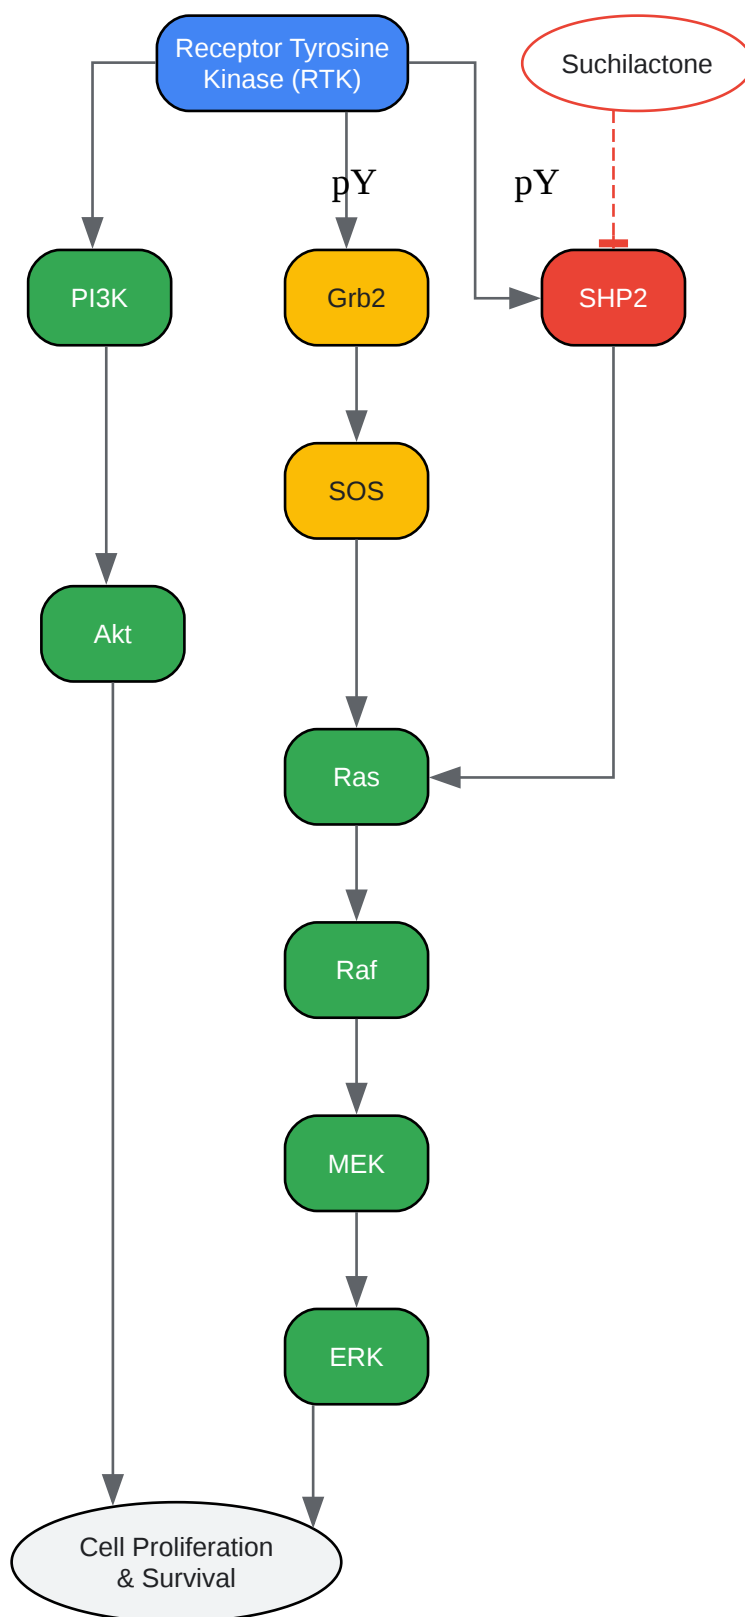 Receptor Tyrosine
Kinase (RTK)
Suchilactone
pY
pY
PI3K
Grb2
SHP2
SOS
Akt
Ras
Raf
MEK
ERK
Cell Proliferation
& Survival